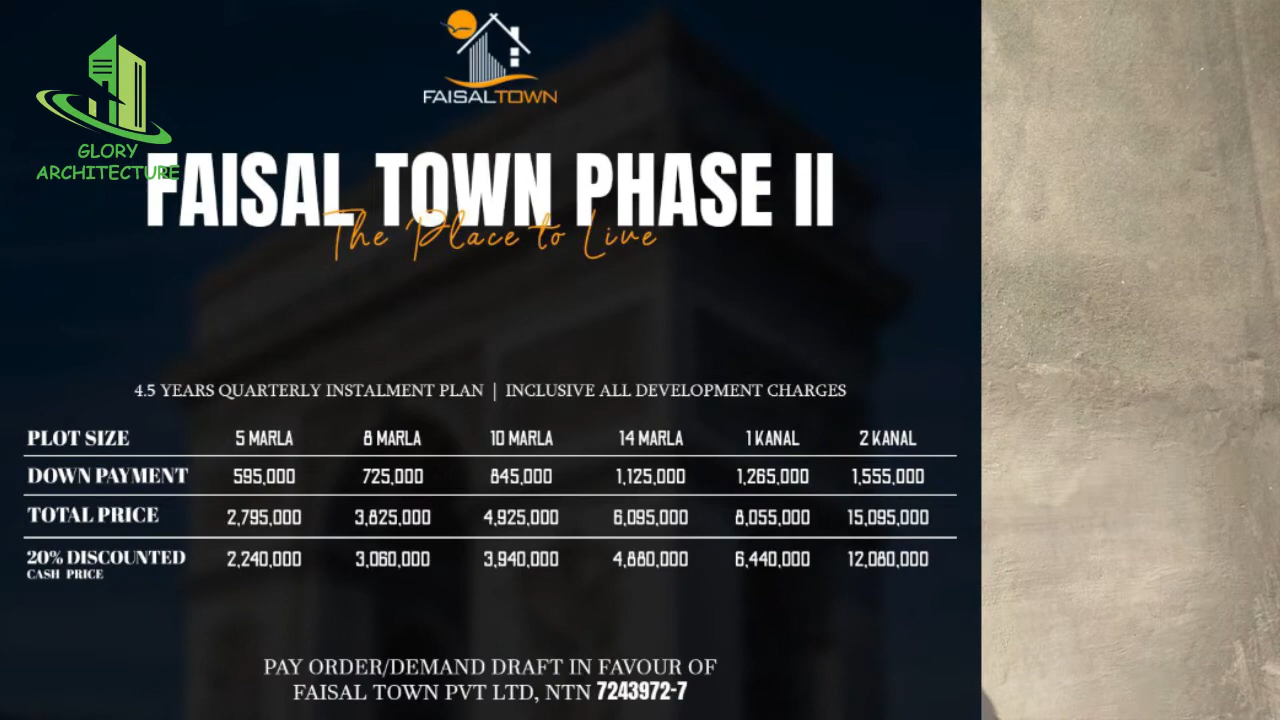 FAISALTOWN
GLORY
ARCHITECTURE
FAISAL TOWN PHASE II
The Place to Live
4.5 YEARS QUARTERLY INSTALMENT PLAN | INCLUSIVE ALL DEVELOPMENT CHARGES
PLOT SIZE 5 MARLA 8 MARLA 10 MARLA 14 MARLA 1 KANAL 2 KANAL
DOWN PAYMENT 595,000 725,000 845,000 1,125,000 1,265,000 1,555,000
TOTAL PRICE 2,795,000 3,825,000 4,925,000 6,095,000 8,055,000 15,095,000
20% DISCOUNTED 2,240,000 3,060,000 3,940,000 4,880,000 6,440,000 12,080,000
CASH PRICE
PAY ORDER/DEMAND DRAFT IN FAVOUR OF
FAISAL TOWN PVT LTD, NTN 7243972-7